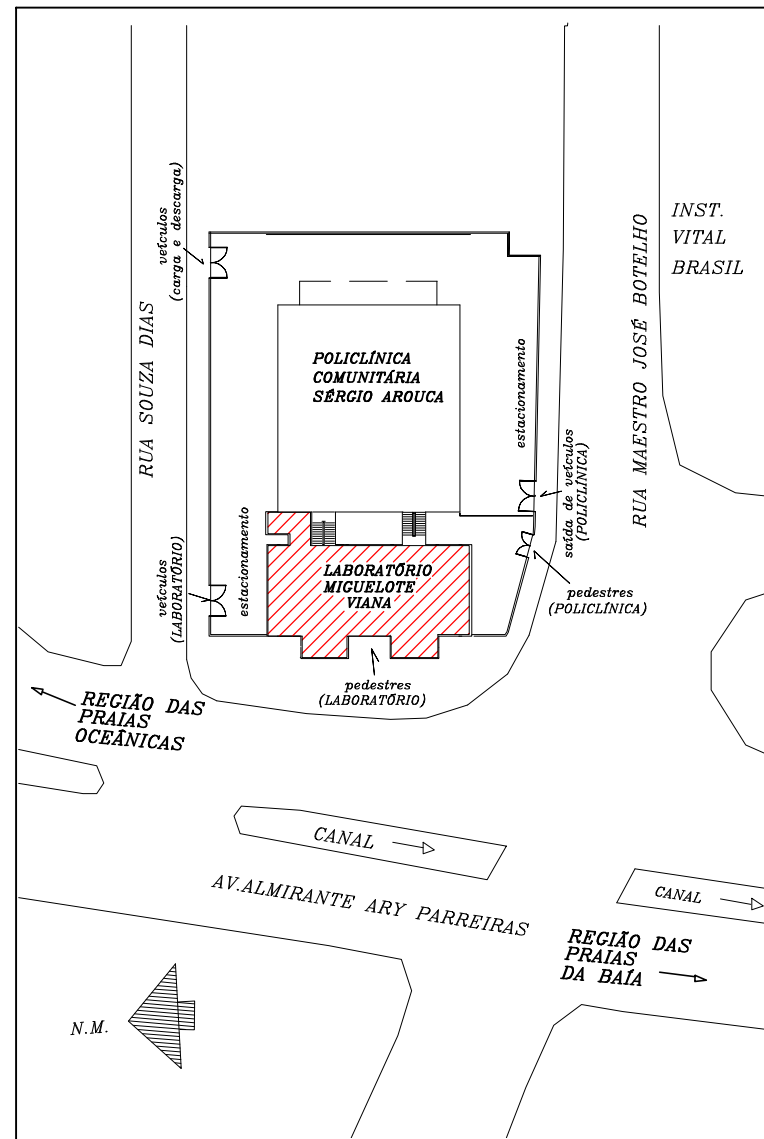 INST.
VITAL
BRASIL
veículos
(carga e descarga)
RUA SOUZA DIAS
POLICLÍNICA
COMUNITÁRIA
SÉRGIO AROUCA
estacionamento
RUA MAESTRO JOSÉ BOTELHO
saída de veículos
(POLICLÍNICA)
estacionamento
veículos
(LABORATÓRIO)
LABORATÓRIO
MIGUELOTE
VIANA
pedestres
(POLICLÍNICA)
pedestres
(LABORATÓRIO)
REGIÃO DAS
PRAIAS
OCEÂNICAS
CANAL
AV.ALMIRANTE ARY PARREIRAS
CANAL
REGIÃO DAS
PRAIAS
DA BAÍA
N.M.